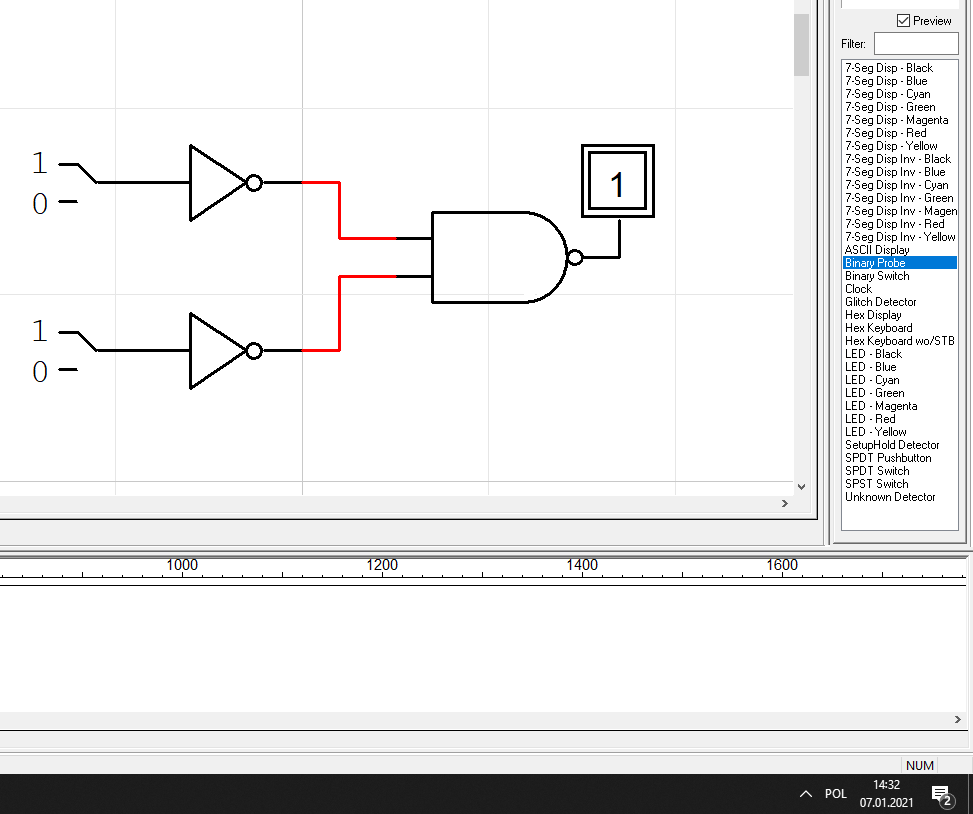 Preview
Filter:
7-Seg Disp - Black
7-Seg Disp - Blue
7-Seg Disp - Cyan
7-Seg Disp - Green
7-Seg Disp - Magenta
7-Seg Disp - Red
7-Seg Disp - Yellow
7-Seg Disp Inv - Black
7-Seg Disp Inv - Blue
7-Seg Disp Inv - Cyan
7-Seg Disp Inv - Green
7-Seg Disp Inv - Magen
7-Seg Disp Inv - Red
7-Seg Disp Inv - Yellow
ASCII Display
Binary Probe
Binary Switch
Clock
Glitch Detector
Hex Display
Hex Keyboard
Hex Keyboard wo/STB
LED - Black
LED - Blue
LED - Cyan
LED - Green
LED - Magenta
LED - Red
LED - Yellow
SetupHold Detector
SPDT Pushbutton
SPDT Switch
SPST Switch
Unknown Detector
1
0
1
1
0
1000 1200 1400 1600
NUM
POL
14:32
07.01.2021
2